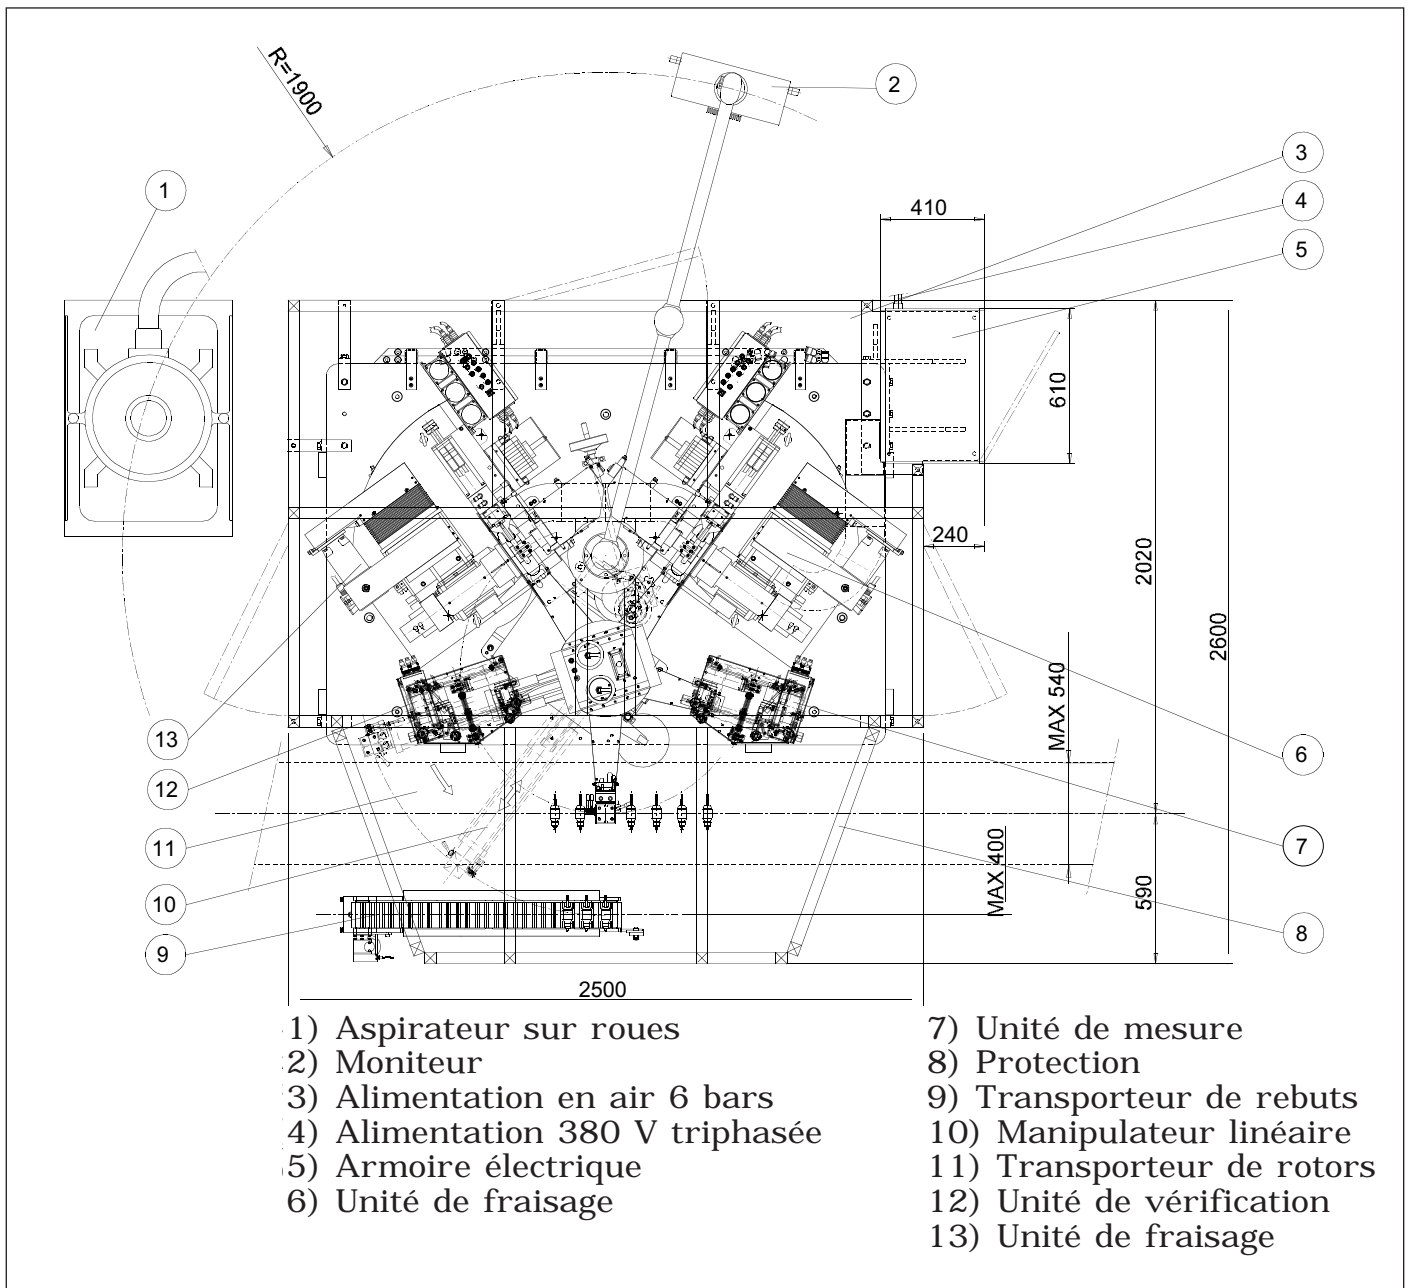 R=1900
2
3
1
4
410
5
610
240
2020
2600
MAX 540
13
6
12
11
7
MAX 400
10
590
9
8
2500
1) Aspirateur sur roues
2) Moniteur
3) Alimentation en air 6 bars
4) Alimentation 380 V triphasée
5) Armoire électrique
6) Unité de fraisage
7) Unité de mesure
8) Protection
9) Transporteur de rebuts
10) Manipulateur linéaire
11) Transporteur de rotors
12) Unité de vérification
13) Unité de fraisage